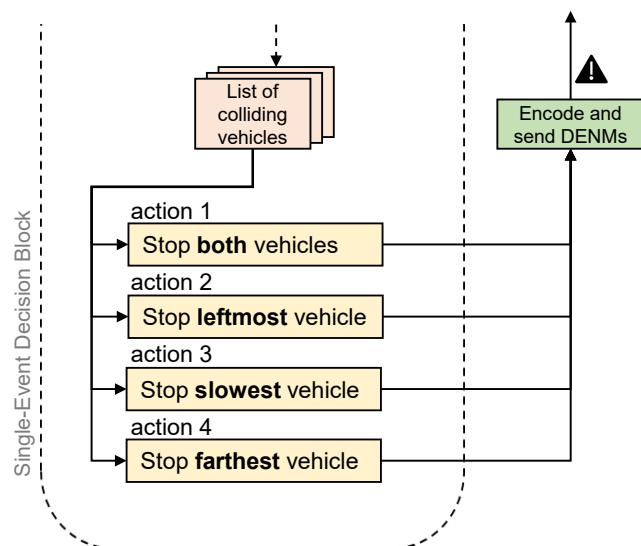 List of
colliding
vehicles
Encode and
send DENMs
Single-Event Decision Block
action 1
Stop both vehicles
action 2
Stop leftmost vehicle
action 3
Stop slowest vehicle
action 4
Stop farthest vehicle